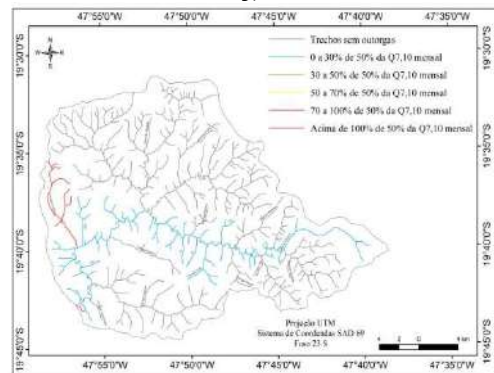 47°55'0"W 47°50'0"W 47°45'0"W 47°40'0"W 47°35'0"W
19°30'0"S
19°35'0"S
19°40'0"S
19°45'0"S
N
S
Trechos sem outorgas
0 a 30% de 50% da Q7,10 mensal
30 a 50% de 50% da Q7,10 mensal
50 a 70% de 50% da Q7,10 mensal
70 a 100% de 50% da Q7,10 mensal
Acima de 100% de 50% da Q7,10 mensal
19°30'0"S
19°35'0"S
19°40'0"S
19°45'0"S
Projeção UTM
Sistema de Coordendas SAD 69
Fuso 23 S
47°55'0"W 47°50'0"W 47°45'0"W 47°40'0"W 47°35'0"W